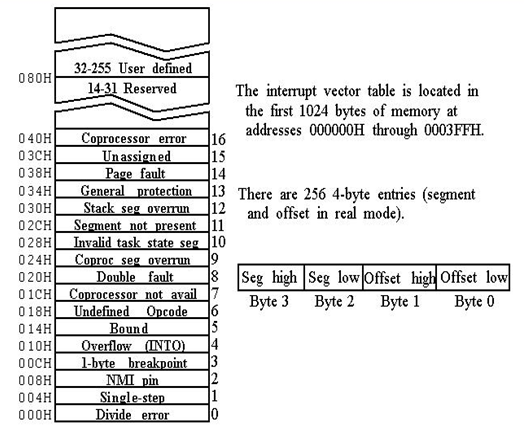 32-255 User defined
080H
14-31 Reserved
040H Coprocessor error 16
03CH Unassigned 15
038H Page fault 14
034H General protection 13
030H Stack seg overrun 12
02CH Segment not present 11
028H Invalid task state seg 10
024H Coproc seg overrun 9
020H Double fault 8
01CH Coprocessor not avail 7
018H Undefined Opcode 6
014H Bound 5
010H Overflow (INTO) 4
00CH 1-byte breakpoint 3
008H NMI pin 2
004H Single-step 1
000H Divide error 0
The interrupt vector table is located in
the first 1024 bytes of memory at
addresses 000000H through 0003FFH.
There are 256 4-byte entries (segment
and offset in real mode).
Seg high Seg low Offset high Offset low
Byte 3 Byte 2 Byte 1 Byte 0